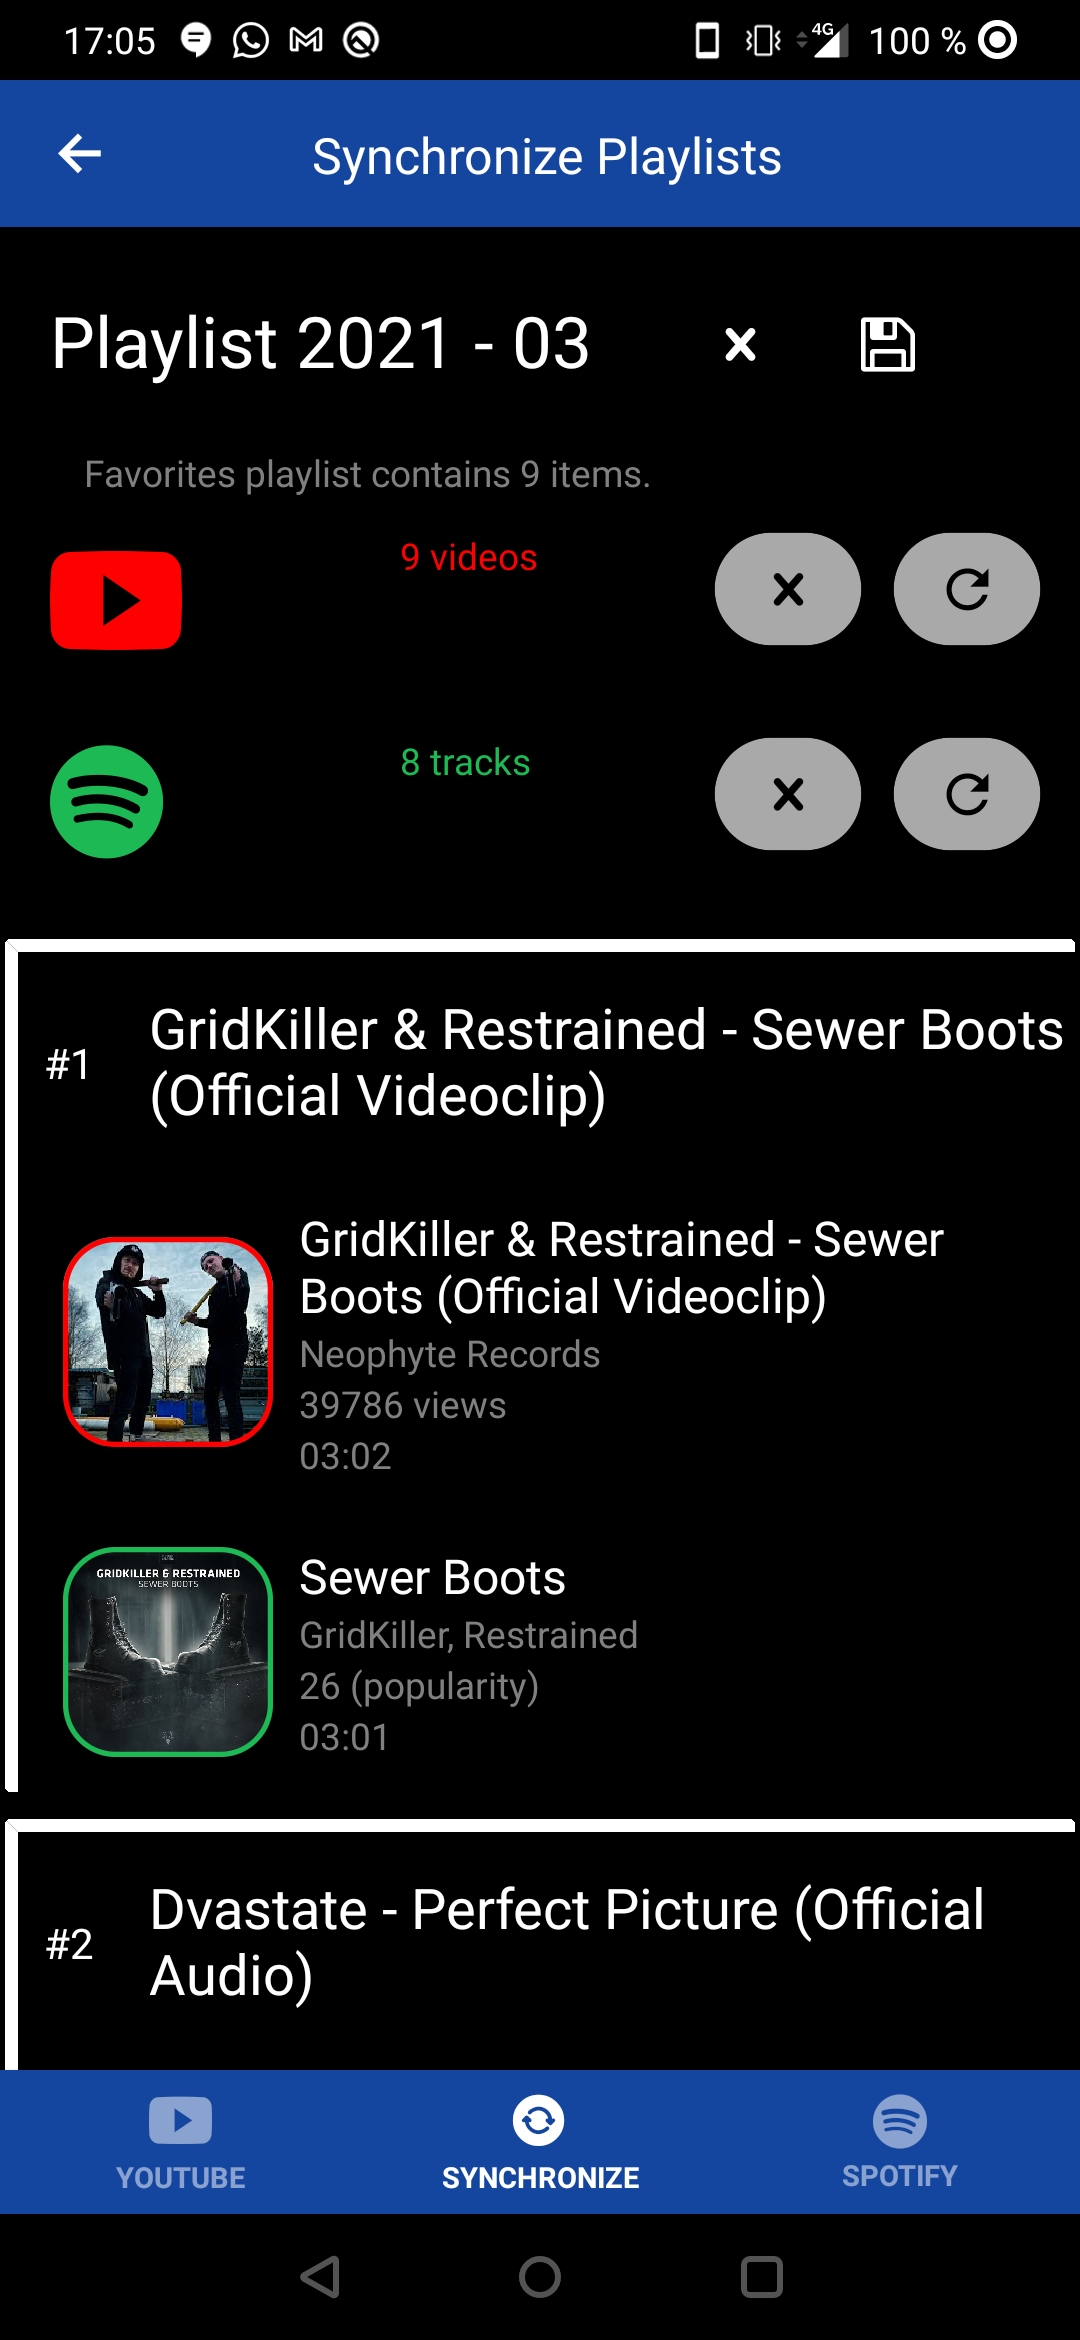 17:05
4G
100 %
Synchronize Playlists
Playlist 2021 - 03
Favorites playlist contains 9 items.
9 videos
8 tracks
#1
GridKiller & Restrained - Sewer Boots
(Official Videoclip)
GridKiller & Restrained - Sewer
Boots (Official Videoclip)
Neophyte Records
39786 views
03:02
GRIDKILLER & RESTRAINED
SEWER BOOTS
Sewer Boots
GridKiller, Restrained
26 (popularity)
03:01
#2
Dvastate - Perfect Picture (Official
Audio)
YOUTUBE
SYNCHRONIZE
SPOTIFY